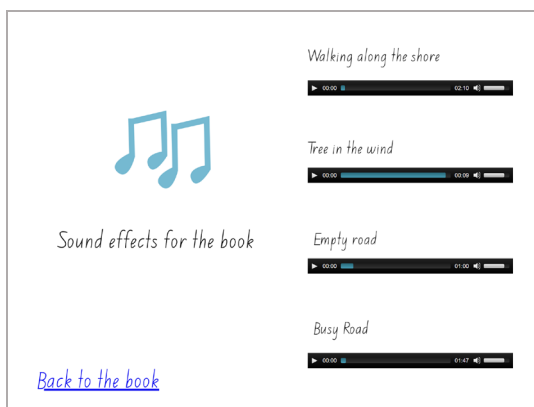 Walking along the shore
00:00 02:10
Tree in the wind
00:00 00:09
Sound effects for the book
Empty road
00:00 01:00
Busy Road
00:00 01:47
Back to the book